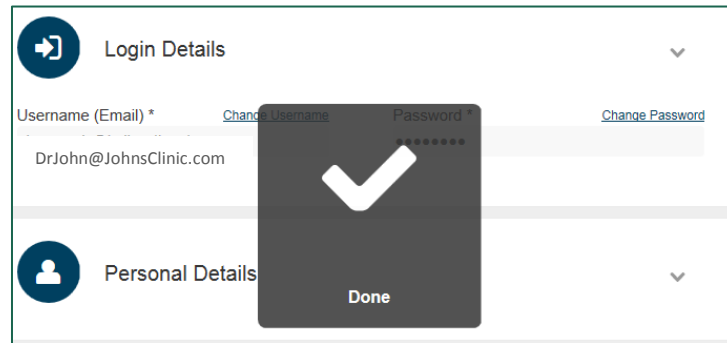 Login Details
Username (Email) * Change Username Password * Change Password
DrJohn@JohnsClinic.com
Personal Details
Done